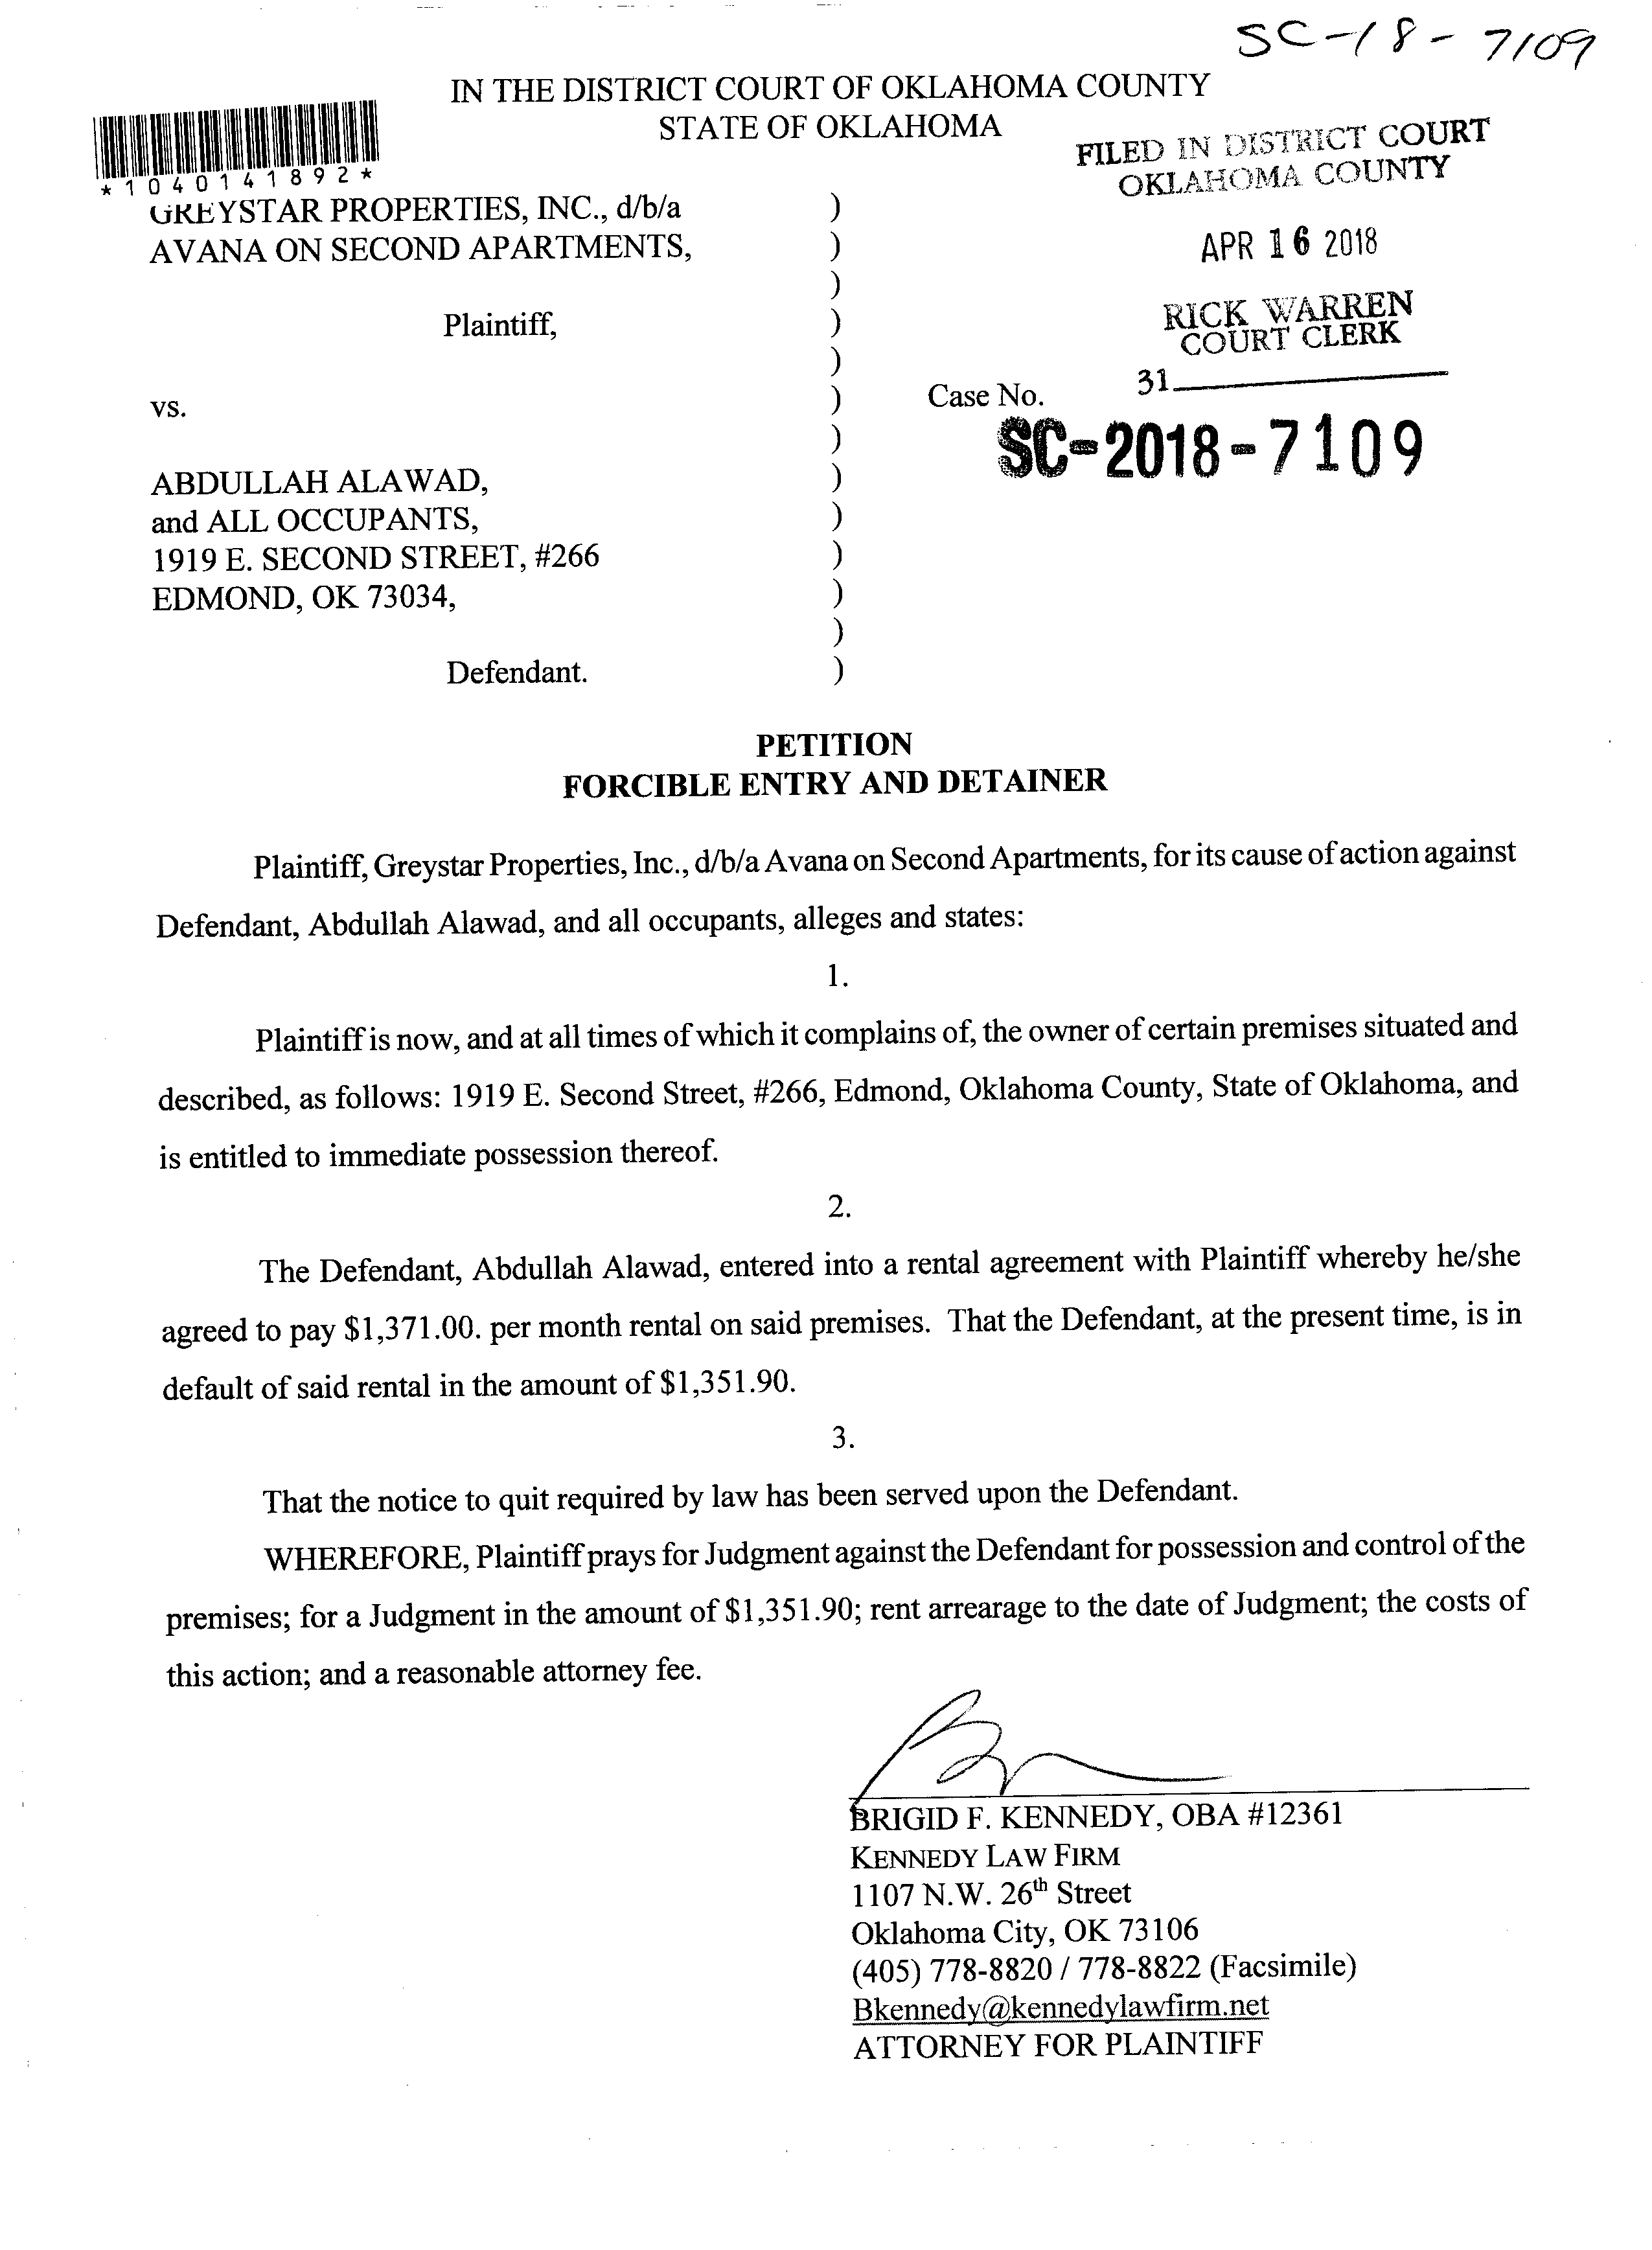 SC-18-7109
IN THE DISTRICT COURT OF OKLAHOMA COUNTY
STATE OF OKLAHOMA
*1040141892*
FILED IN DISTRICT COURT
OKLAHOMA COUNTY
GREYSTAR PROPERTIES, INC., d/b/a )
AVANA ON SECOND APARTMENTS, )
APR 16 2018
)
Plaintiff, )
RICK WARREN
COURT CLERK
)
vs. )
Case No.
31
)
SC-2018-7109
ABDULLAH ALAWAD, )
and ALL OCCUPANTS, )
1919 E. SECOND STREET, #266 )
EDMOND, OK 73034, )
)
Defendant. )
PETITION
FORCIBLE ENTRY AND DETAINER
Plaintiff, Greystar Properties, Inc., d/b/a Avana on Second Apartments, for its cause of action against
Defendant, Abdullah Alawad, and all occupants, alleges and states:
1.
Plaintiff is now, and at all times of which it complains of, the owner of certain premises situated and
described, as follows: 1919 E. Second Street, #266, Edmond, Oklahoma County, State of Oklahoma, and
is entitled to immediate possession thereof.
2.
The Defendant, Abdullah Alawad, entered into a rental agreement with Plaintiff whereby he/she
agreed to pay $1,371.00. per month rental on said premises. That the Defendant, at the present time, is in
default of said rental in the amount of $1,351.90.
3.
That the notice to quit required by law has been served upon the Defendant.
WHEREFORE, Plaintiff prays for Judgment against the Defendant for possession and control of the
premises; for a Judgment in the amount of $1,351.90; rent arrearage to the date of Judgment; the costs of
this action; and a reasonable attorney fee.
BRIGID F. KENNEDY, OBA #12361
KENNEDY LAW FIRM
1107 N.W. 26th Street
Oklahoma City, OK 73106
(405) 778-8820 / 778-8822 (Facsimile)
Bkennedy@kennedylawfirm.net
ATTORNEY FOR PLAINTIFF